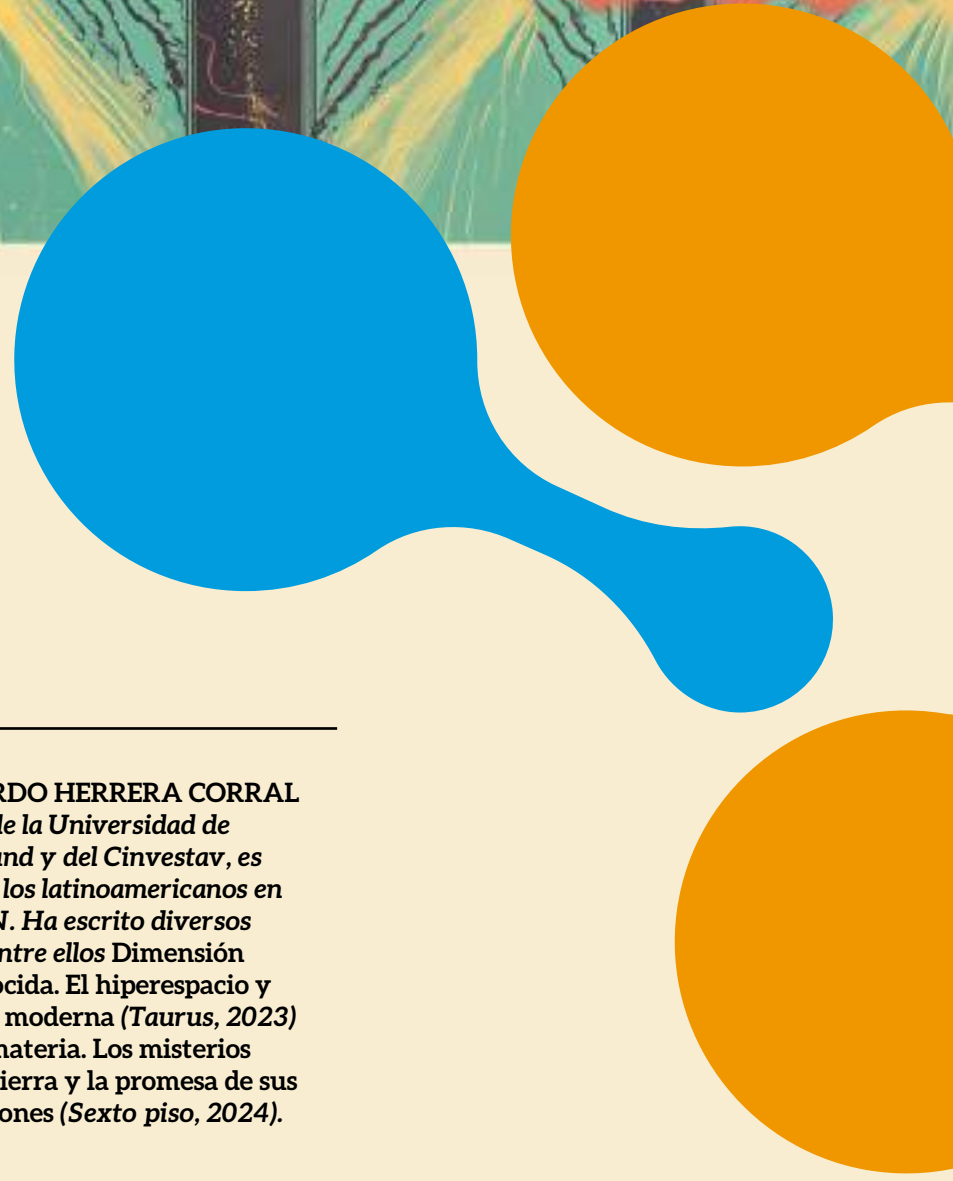 RDO HERRERA CORRAL
de la Universidad de
und y del Cinvestav, es
los latinoamericanos en
N. Ha escrito diversos
ntre ellos Dimensión
ocida. El hiperespacio y
moderna (Taurus, 2023)
materia. Los misterios
ierra y la promesa de sus
ones (Sexto piso, 2024).